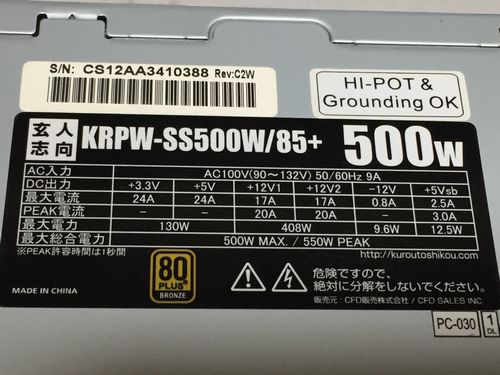 S/N: CS12AA3410388 Rev:C2W
HI-POT &
Grounding OK
玄人
志向
KRPW-SS500W/85+ 500W
AC入力 AC100V(90～132V) 50/60Hz 9A
DC出力 +3.3V +5V +12V1 +12V2 −12V +5Vsb
最大電流 24A 24A 17A 17A 0.8A 2.5A
PEAK電流 − − 20A 20A − 3.0A
最大電力 130W 408W 9.6W 12.5W
最大総合電力 500W MAX. / 550W PEAK
※PEAK許容時間は1秒間
http://kuroutoshikou.com/
80
PLUS
BRONZE
MADE IN CHINA
危険ですので、
絶対に分解をしないでください。
販売元：CFD販売株式会社 / CFD SALES INC.
PC-030
1
DL